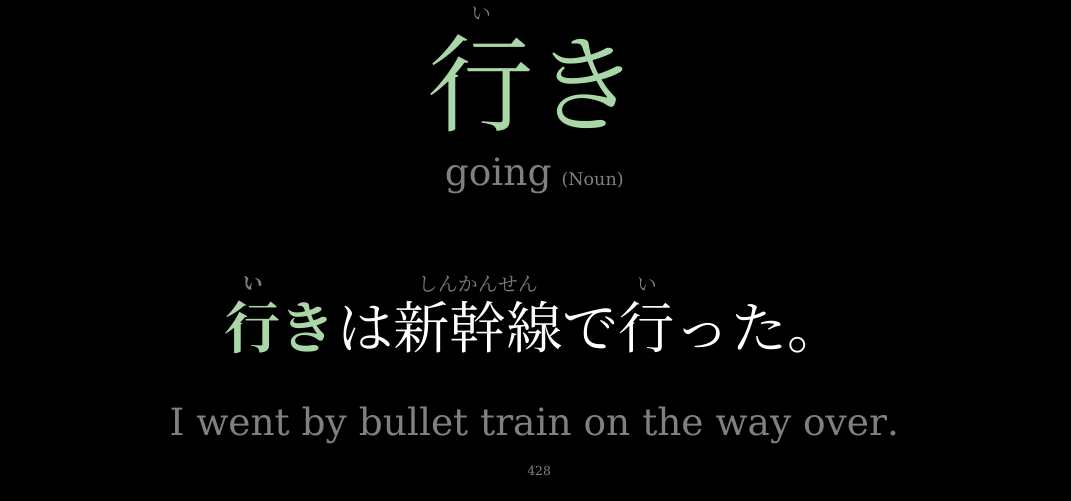 い
行き
going (Noun)
い しんかんせん い
行きは新幹線で行った。
I went by bullet train on the way over.
428